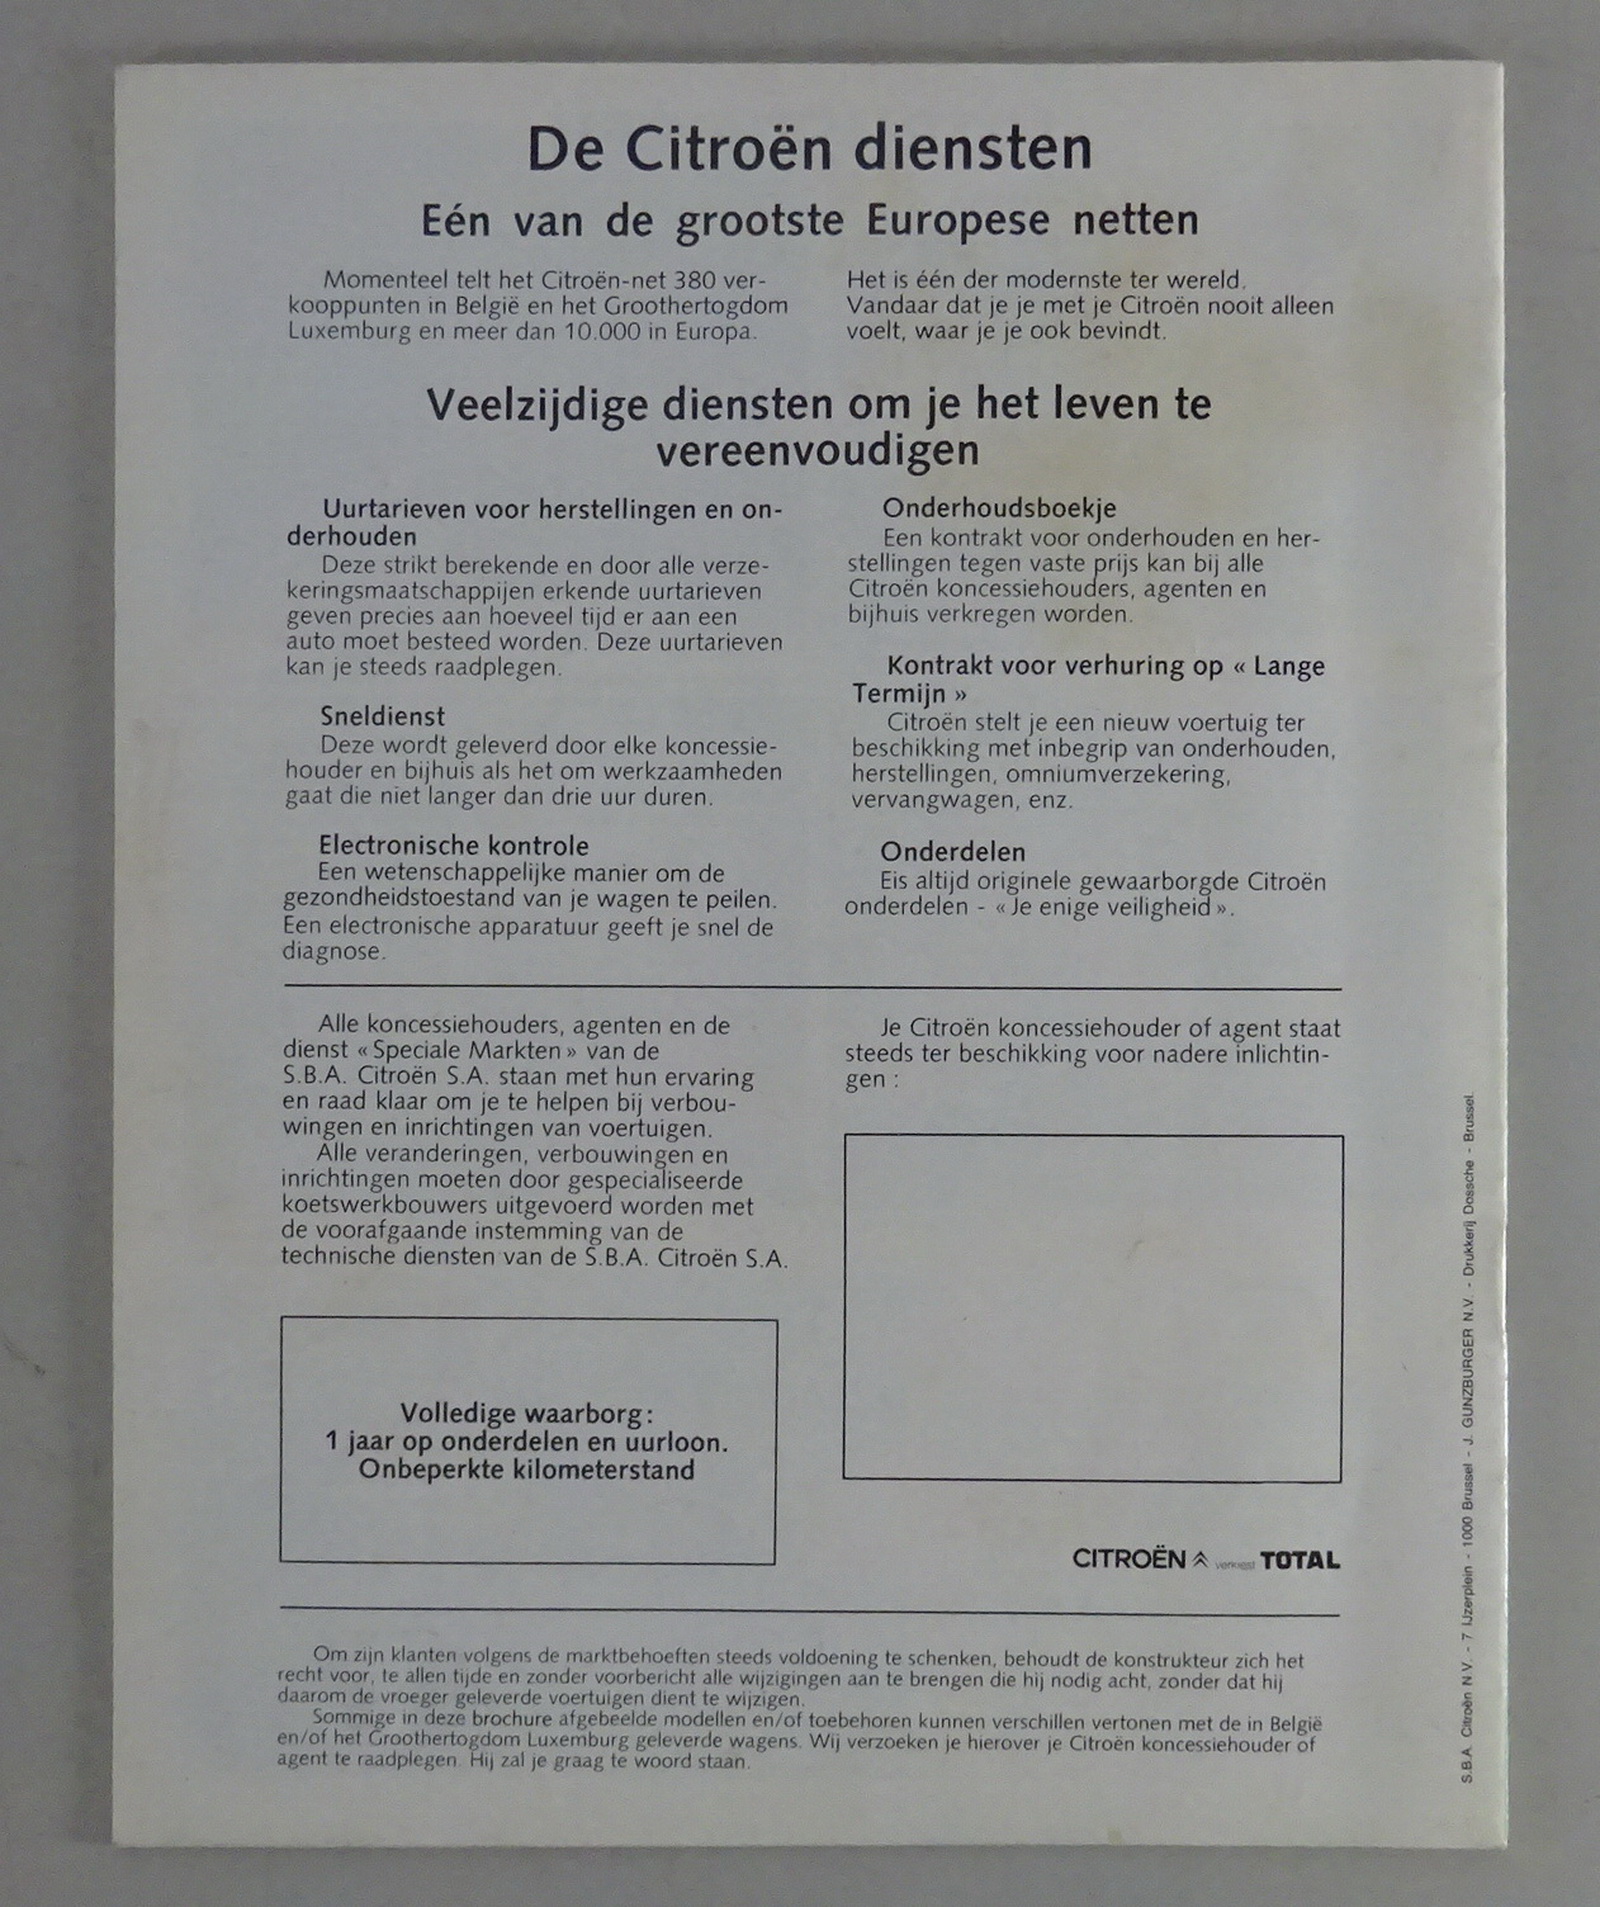 De Citroën diensten
Eén van de grootste Europese netten
Momenteel telt het Citroën-net 380 ver-
kooppunten in België en het Groothertogdom
Luxemburg en meer dan 10.000 in Europa.
Het is één der modernste ter wereld.
Vandaar dat je je met je Citroën nooit alleen
voelt, waar je je ook bevindt.
Veelzijdige diensten om je het leven te
vereenvoudigen
Uurtarieven voor herstellingen en on-
derhouden
Deze strikt berekende en door alle verze-
keringsmaatschappijen erkende uurtarieven
geven precies aan hoeveel tijd er aan een
auto moet besteed worden. Deze uurtarieven
kan je steeds raadplegen.
Sneldienst
Deze wordt geleverd door elke koncessie-
houder en bijhuis als het om werkzaamheden
gaat die niet langer dan drie uur duren.
Electronische kontrole
Een wetenschappelijke manier om de
gezondheidstoestand van je wagen te peilen.
Een electronische apparatuur geeft je snel de
diagnose.
Onderhoudsboekje
Een kontrakt voor onderhouden en her-
stellingen tegen vaste prijs kan bij alle
Citroën koncessiehouders, agenten en
bijhuis verkregen worden.
Kontrakt voor verhuring op « Lange
Termijn »
Citroën stelt je een nieuw voertuig ter
beschikking met inbegrip van onderhouden,
herstellingen, omniumverzekering,
vervangwagen, enz.
Onderdelen
Eis altijd originele gewaarborgde Citroën
onderdelen - « Je enige veiligheid ».
Alle koncessiehouders, agenten en de
dienst « Speciale Markten » van de
S.B.A. Citroën S.A. staan met hun ervaring
en raad klaar om je te helpen bij verbou-
wingen en inrichtingen van voertuigen.
Alle veranderingen, verbouwingen en
inrichtingen moeten door gespecialiseerde
koetswerkbouwers uitgevoerd worden met
de voorafgaande instemming van de
technische diensten van de S.B.A. Citroën S.A.
Je Citroën koncessiehouder of agent staat
steeds ter beschikking voor nadere inlichtin-
gen :
Volledige waarborg :
1 jaar op onderdelen en uurloon.
Onbeperkte kilometerstand
CITROËN verkiest TOTAL
Om zijn klanten volgens de marktbehoeften steeds voldoening te schenken, behoudt de konstrukteur zich het
recht voor, te allen tijde en zonder voorbericht alle wijzigingen aan te brengen die hij nodig acht, zonder dat hij
daarom de vroeger geleverde voertuigen dient te wijzigen.
Sommige in deze brochure afgebeelde modellen en/of toebehoren kunnen verschillen vertonen met de in België
en/of het Groothertogdom Luxemburg geleverde wagens. Wij verzoeken je hierover je Citroën koncessiehouder of
agent te raadplegen. Hij zal je graag te woord staan.
S.B.A. Citroën N.V. - 7 IJzerplein - 1000 Brussel - J. GUNZBURGER N.V. - Drukkerij Dossche - Brussel.